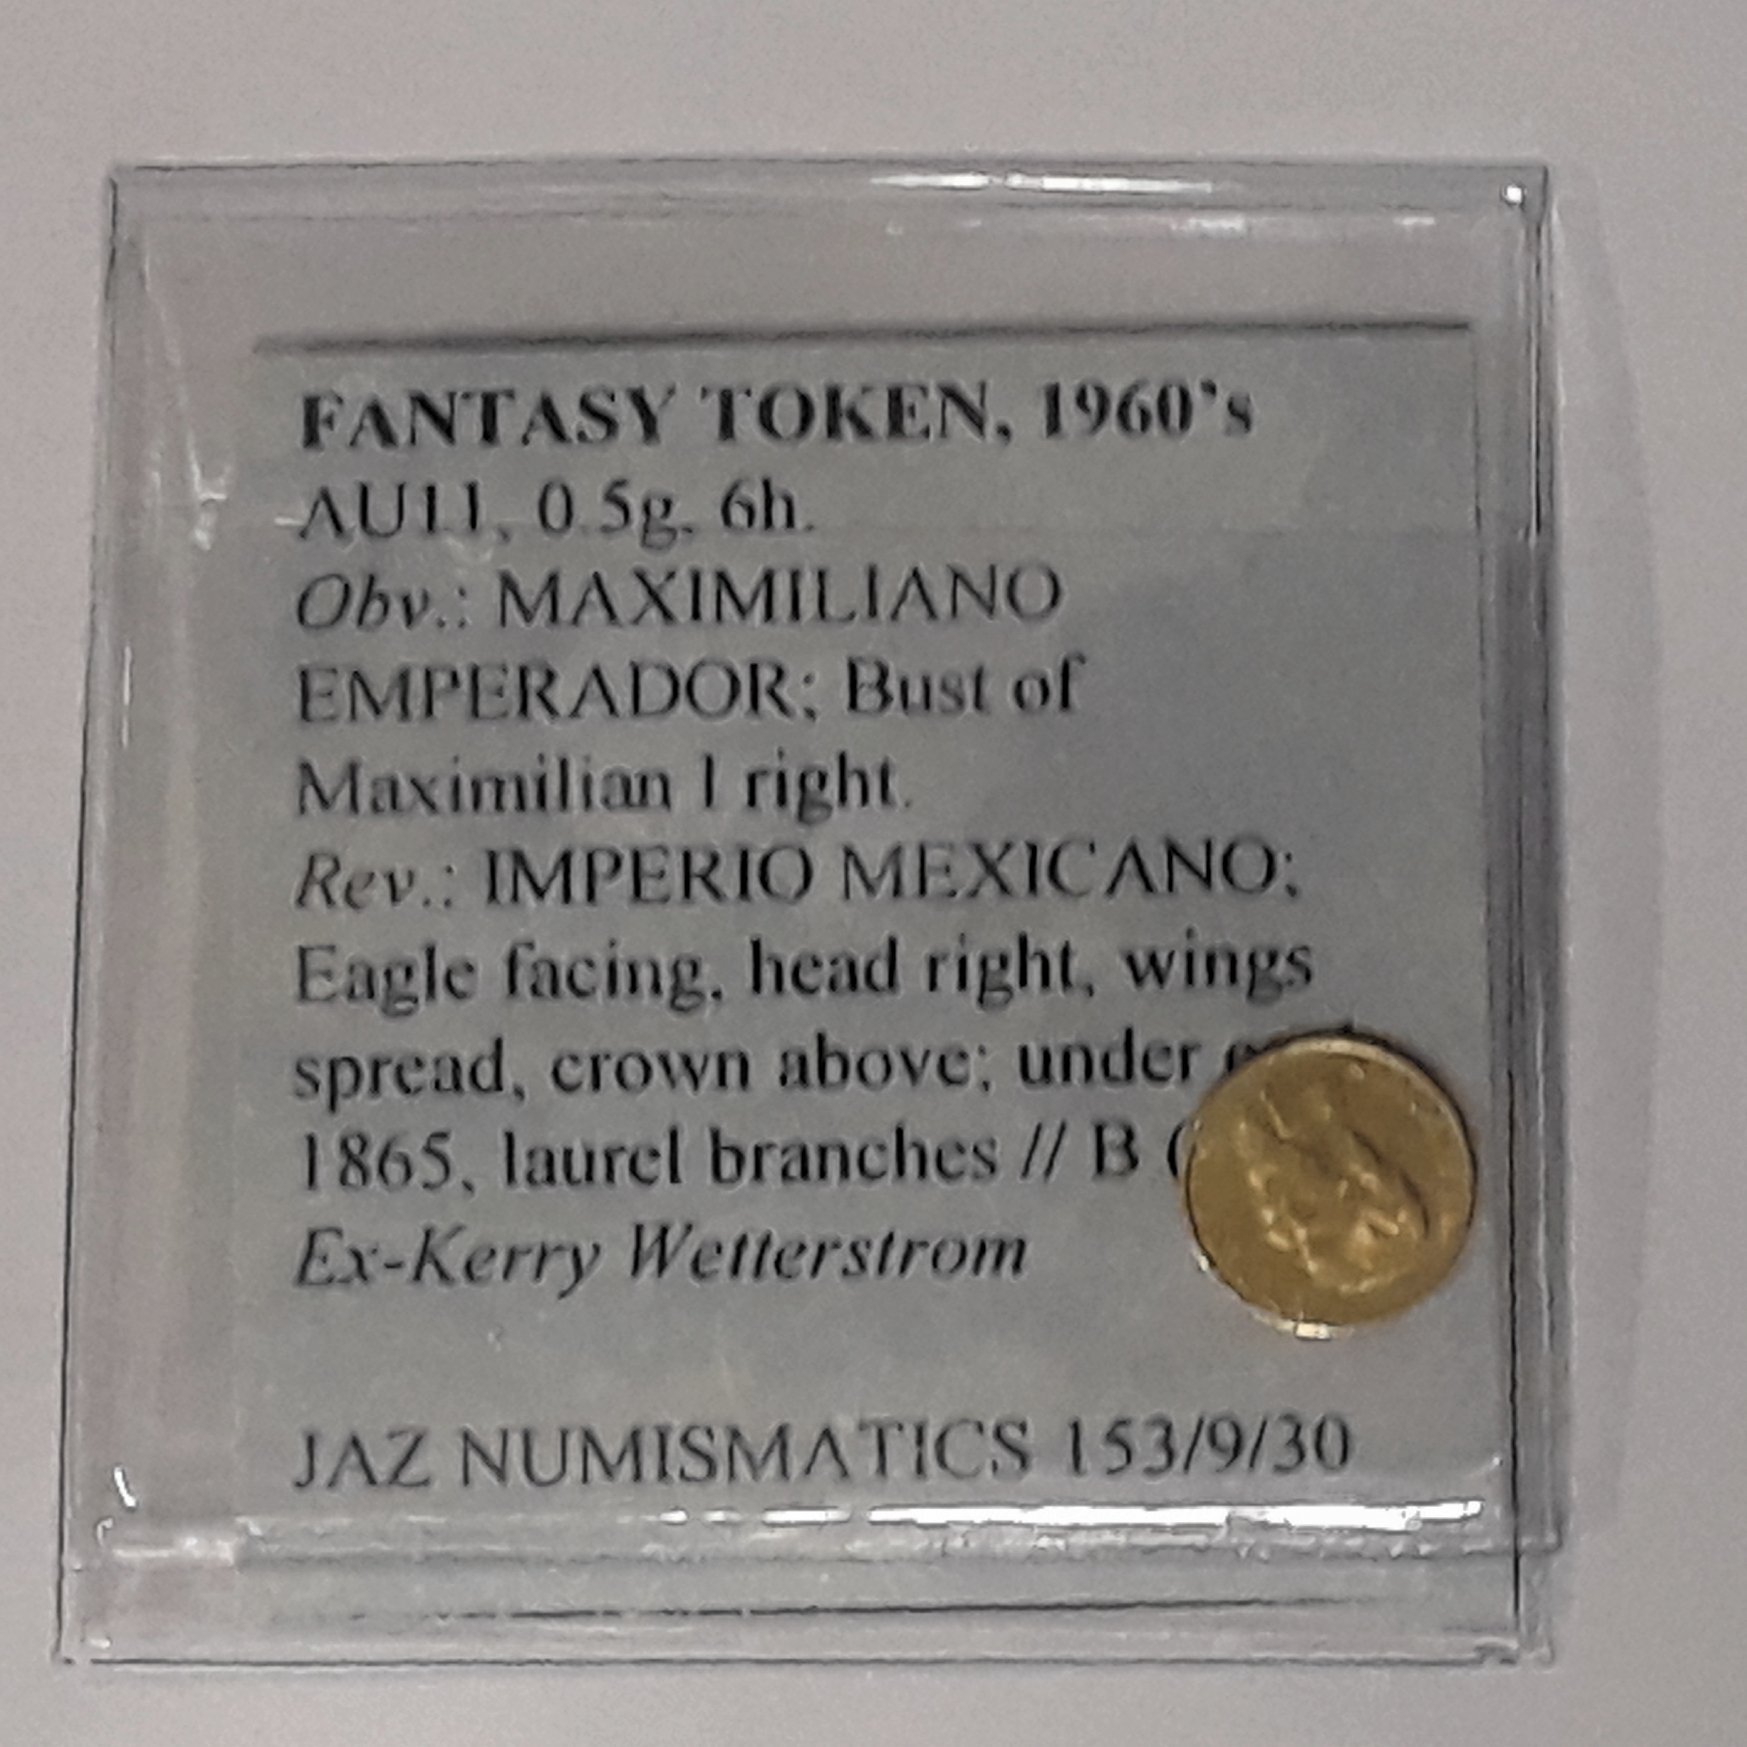 FANTASY TOKEN, 1960's
AU11, 0.5g, 6h.
Obv.: MAXIMILIANO
EMPERADOR; Bust of
Maximilian I right.
Rev.: IMPERIO MEXICANO;
Eagle facing, head right, wings
spread, crown above; under
1865, laurel branches // B (
Ex-Kerry Wetterstrom
JAZ NUMISMATICS 153/9/30